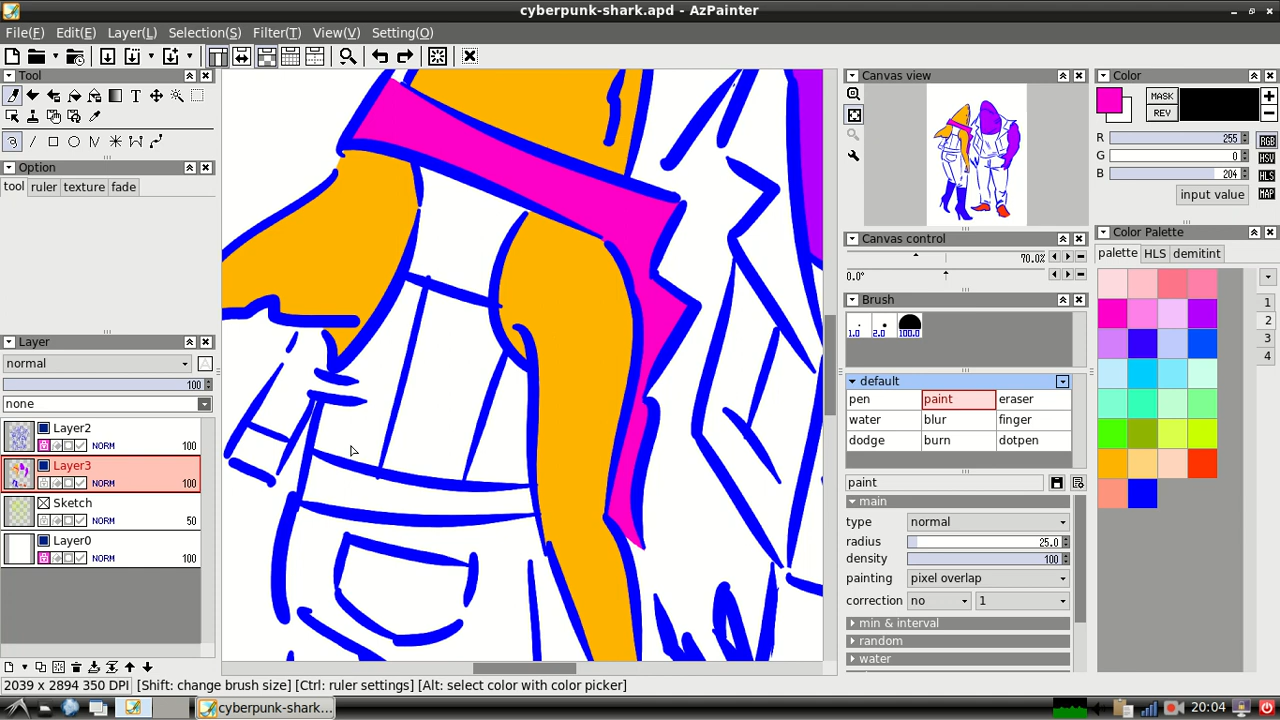 cyberpunk-shark.apd - AzPainter
File(F) Edit(E) Layer(L) Selection(S) Filter(T) View(V) Setting(O)
Tool
Option
tool ruler texture fade
Layer
normal A
100
none
Layer2
NORM 100
Layer3
NORM 100
Sketch
NORM 50
Layer0
NORM 100
Canvas view
Canvas control
70.0%
0.0°
Brush
1.0 2.0 100.0
default
pen paint eraser
water blur finger
dodge burn dotpen
paint
main
type normal
radius 25.0
density 100
painting pixel overlap
correction no 1
min & interval
random
water
Color
MASK
REV
R 255
G 0
B 204
input value
RGB
HSV
HLS
MAP
Color Palette
palette HLS demitint
1
2
3
4
2039 x 2894 350 DPI [Shift: change brush size] [Ctrl: ruler settings] [Alt: select color with color picker]
cyberpunk-shark... 20:04